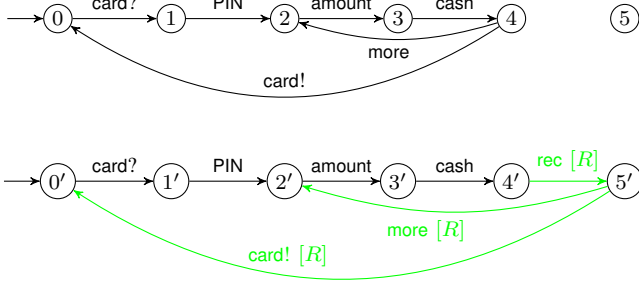 card? PIN amount cash
0 1 2 3 4 5
more
card!
card? PIN amount cash rec [R]
0′ 1′ 2′ 3′ 4′ 5′
more [R]
card! [R]